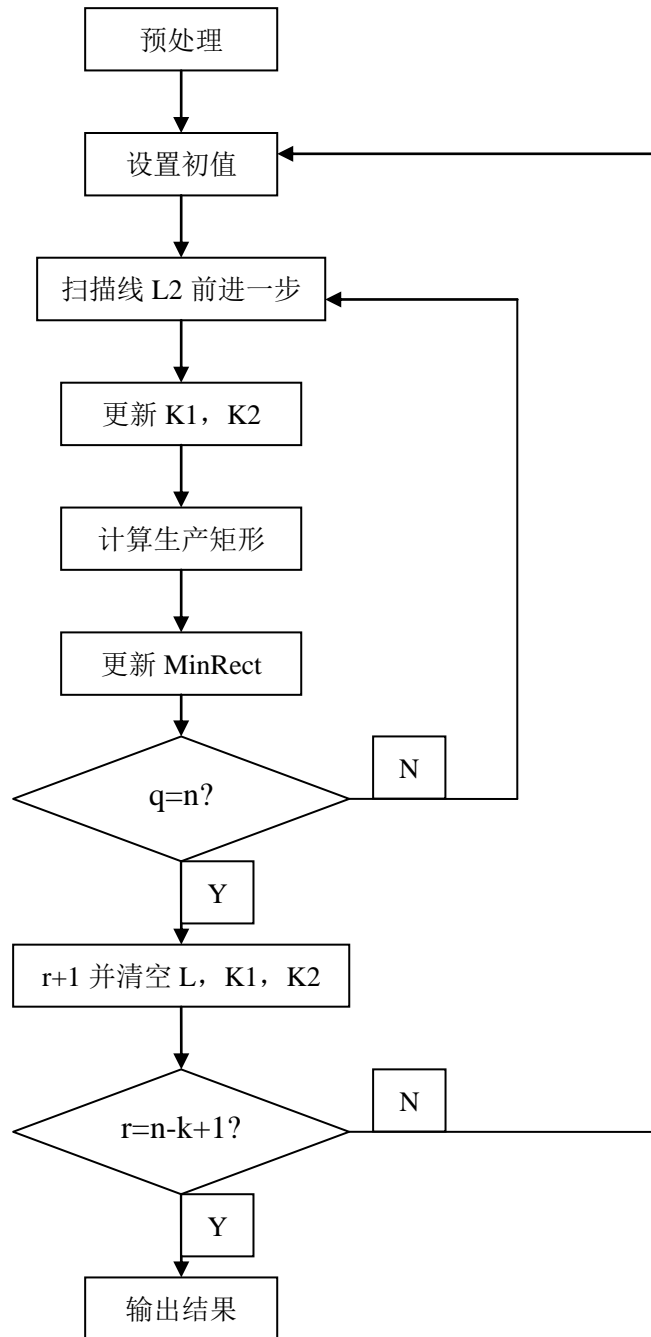 预处理
设置初值
扫描线 L2 前进一步
更新 K1，K2
计算生产矩形
更新 MinRect
q=n?
N
Y
r+1 并清空 L，K1，K2
r=n-k+1?
N
Y
输出结果